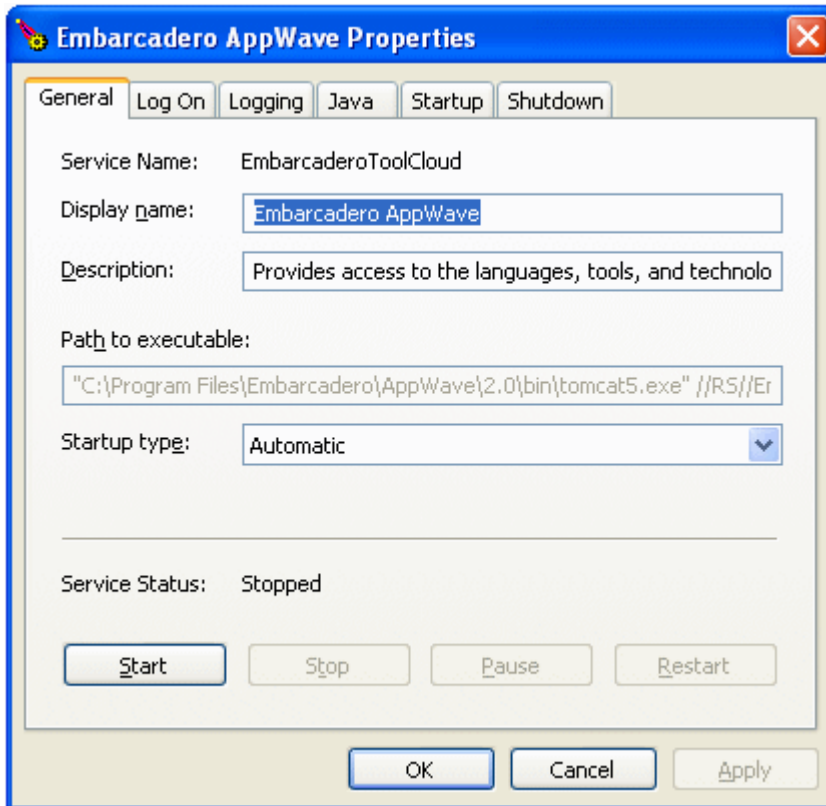 Embarcadero AppWave Properties
General Log On Logging Java Startup Shutdown
Service Name: EmbarcaderoToolCloud
Display name: Embarcadero AppWave
Description: Provides access to the languages, tools, and technolo
Path to executable:
"C:\Program Files\Embarcadero\AppWave\2.0\bin\tomcat5.exe" //RS//Er
Startup type: Automatic
Service Status: Stopped
Start Stop Pause Restart
OK Cancel Apply